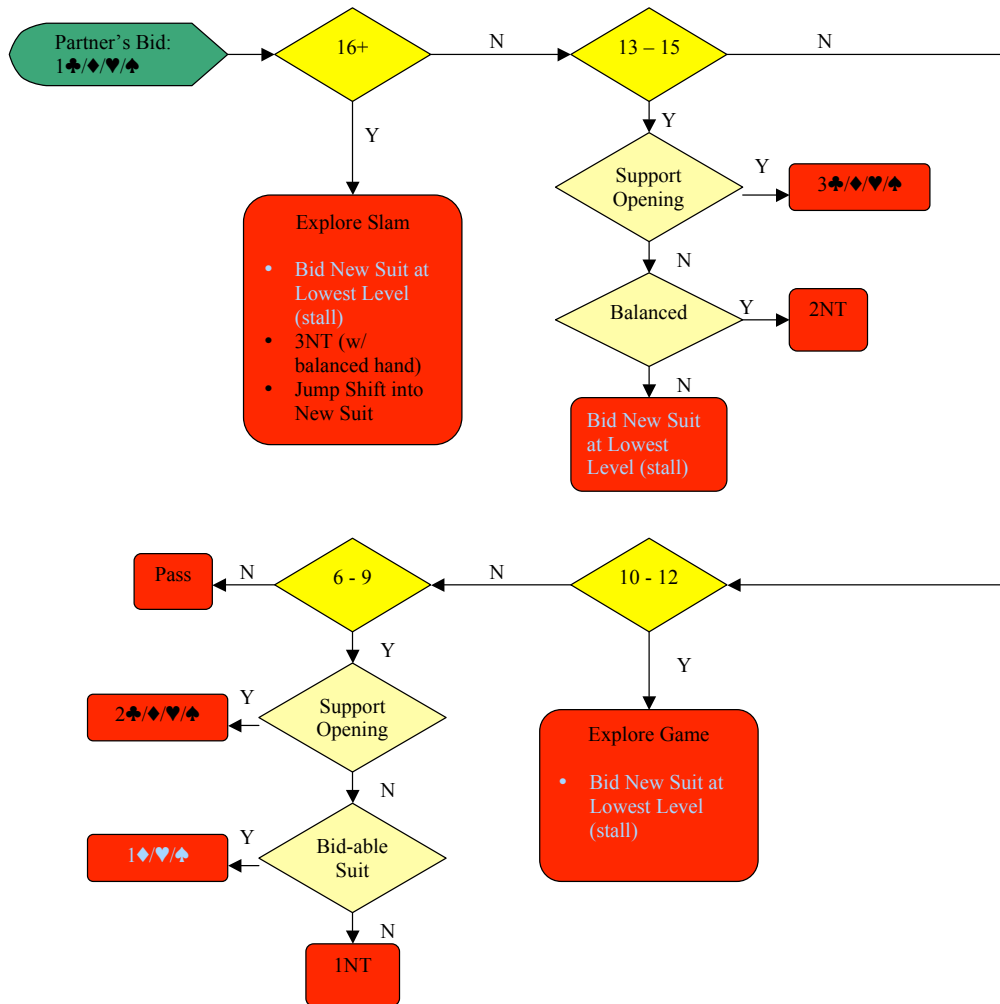 Partner's Bid:
1♣/♦/♥/♠
16+
N
13 – 15
N
Y
Y
Support
Opening
Y
3♣/♦/♥/♠
Explore Slam
• Bid New Suit at
Lowest Level
(stall)
• 3NT (w/
balanced hand)
• Jump Shift into
New Suit
N
Balanced
Y
2NT
N
Bid New Suit
at Lowest
Level (stall)
Pass
N
6 - 9
N
10 - 12
Y
Y
Support
Opening
Y
2♣/♦/♥/♠
Explore Game
• Bid New Suit at
Lowest Level
(stall)
N
Bid-able
Suit
Y
1♦/♥/♠
N
1NT